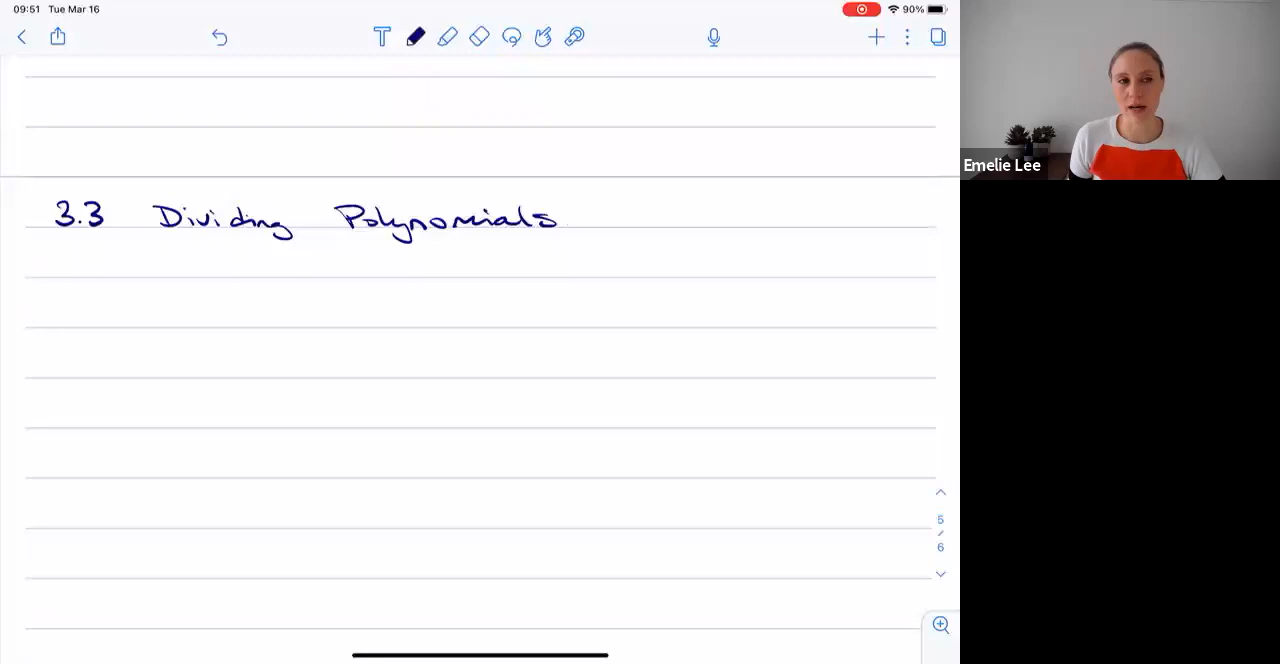 09:51 Tue Mar 16
90%
T
3.3 Dividing Polynomials
Emelie Lee
5
/
6